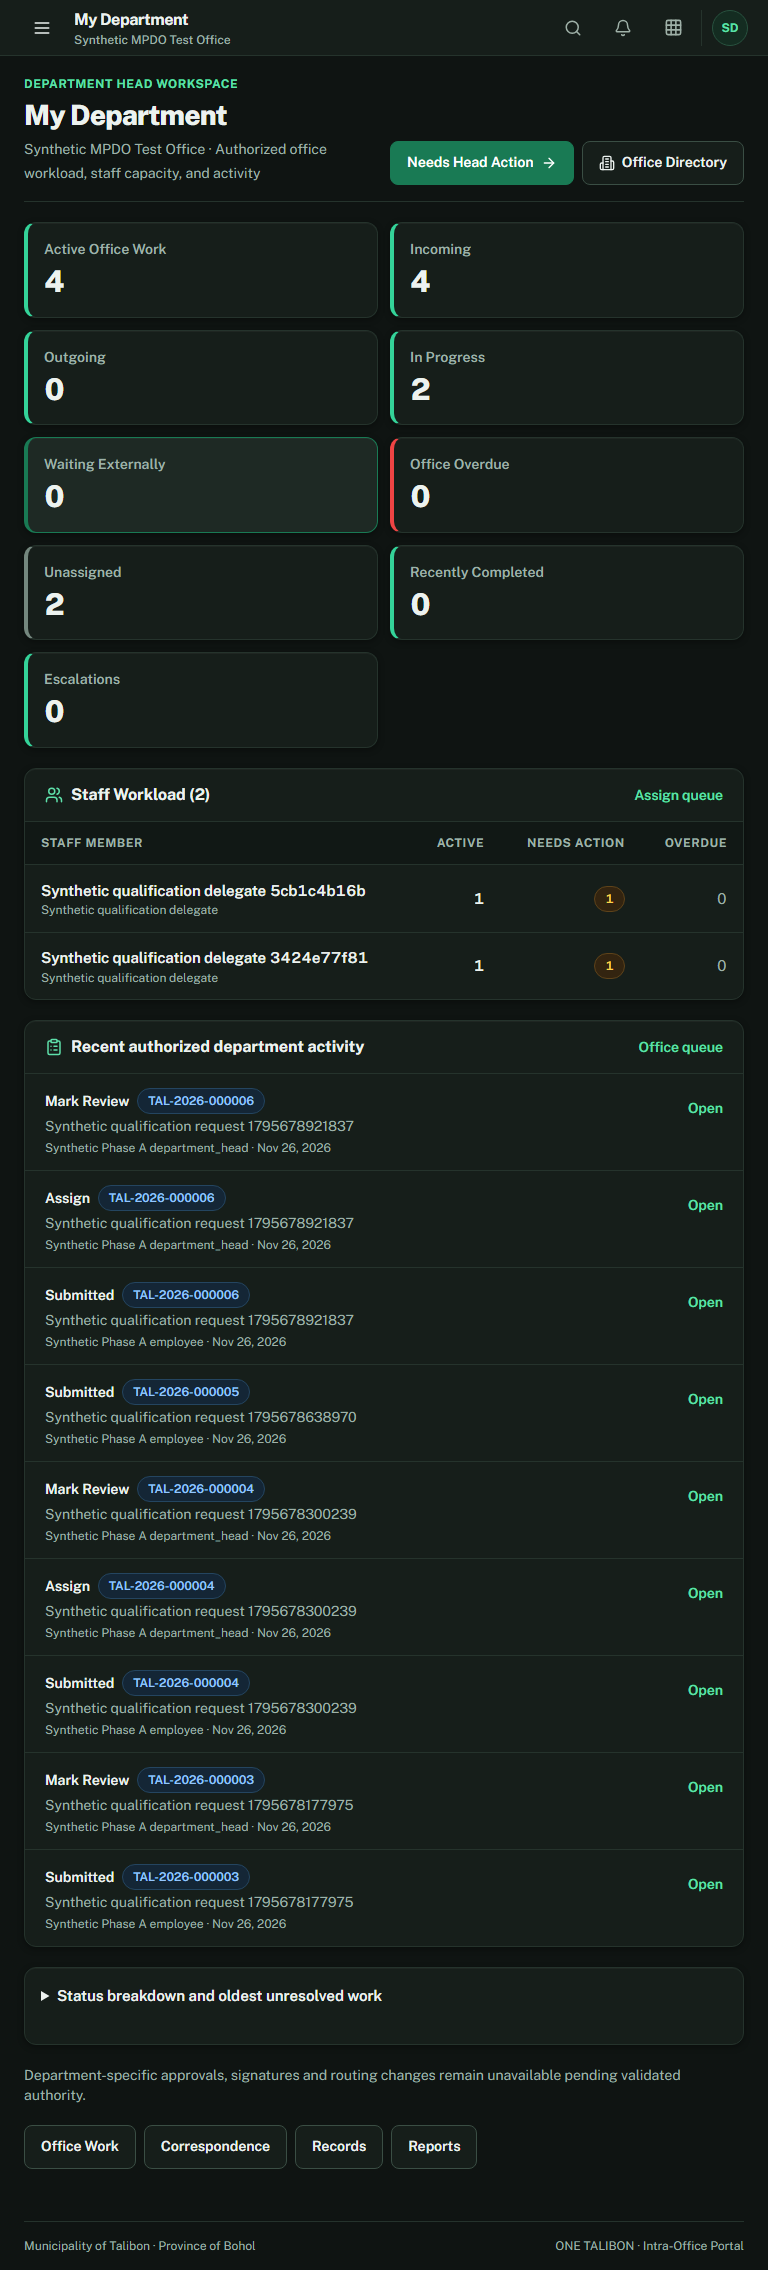 My Department
Synthetic MPDO Test Office
SD
DEPARTMENT HEAD WORKSPACE
My Department
Synthetic MPDO Test Office · Authorized office
workload, staff capacity, and activity
Needs Head Action →
Office Directory
Active Office Work
4
Incoming
4
Outgoing
0
In Progress
2
Waiting Externally
0
Office Overdue
0
Unassigned
2
Recently Completed
0
Escalations
0
Staff Workload (2)
Assign queue
STAFF MEMBER ACTIVE NEEDS ACTION OVERDUE
Synthetic qualification delegate 5cb1c4b16b 1 1 0
Synthetic qualification delegate
Synthetic qualification delegate 3424e77f81 1 1 0
Synthetic qualification delegate
Recent authorized department activity
Office queue
Mark Review TAL-2026-000006
Open
Synthetic qualification request 1795678921837
Synthetic Phase A department_head · Nov 26, 2026
Assign TAL-2026-000006
Open
Synthetic qualification request 1795678921837
Synthetic Phase A department_head · Nov 26, 2026
Submitted TAL-2026-000006
Open
Synthetic qualification request 1795678921837
Synthetic Phase A employee · Nov 26, 2026
Submitted TAL-2026-000005
Open
Synthetic qualification request 1795678638970
Synthetic Phase A employee · Nov 26, 2026
Mark Review TAL-2026-000004
Open
Synthetic qualification request 1795678300239
Synthetic Phase A department_head · Nov 26, 2026
Assign TAL-2026-000004
Open
Synthetic qualification request 1795678300239
Synthetic Phase A department_head · Nov 26, 2026
Submitted TAL-2026-000004
Open
Synthetic qualification request 1795678300239
Synthetic Phase A employee · Nov 26, 2026
Mark Review TAL-2026-000003
Open
Synthetic qualification request 1795678177975
Synthetic Phase A department_head · Nov 26, 2026
Submitted TAL-2026-000003
Open
Synthetic qualification request 1795678177975
Synthetic Phase A employee · Nov 26, 2026
Status breakdown and oldest unresolved work
Department-specific approvals, signatures and routing changes remain unavailable pending validated
authority.
Office Work
Correspondence
Records
Reports
Municipality of Talibon · Province of Bohol
ONE TALIBON · Intra-Office Portal